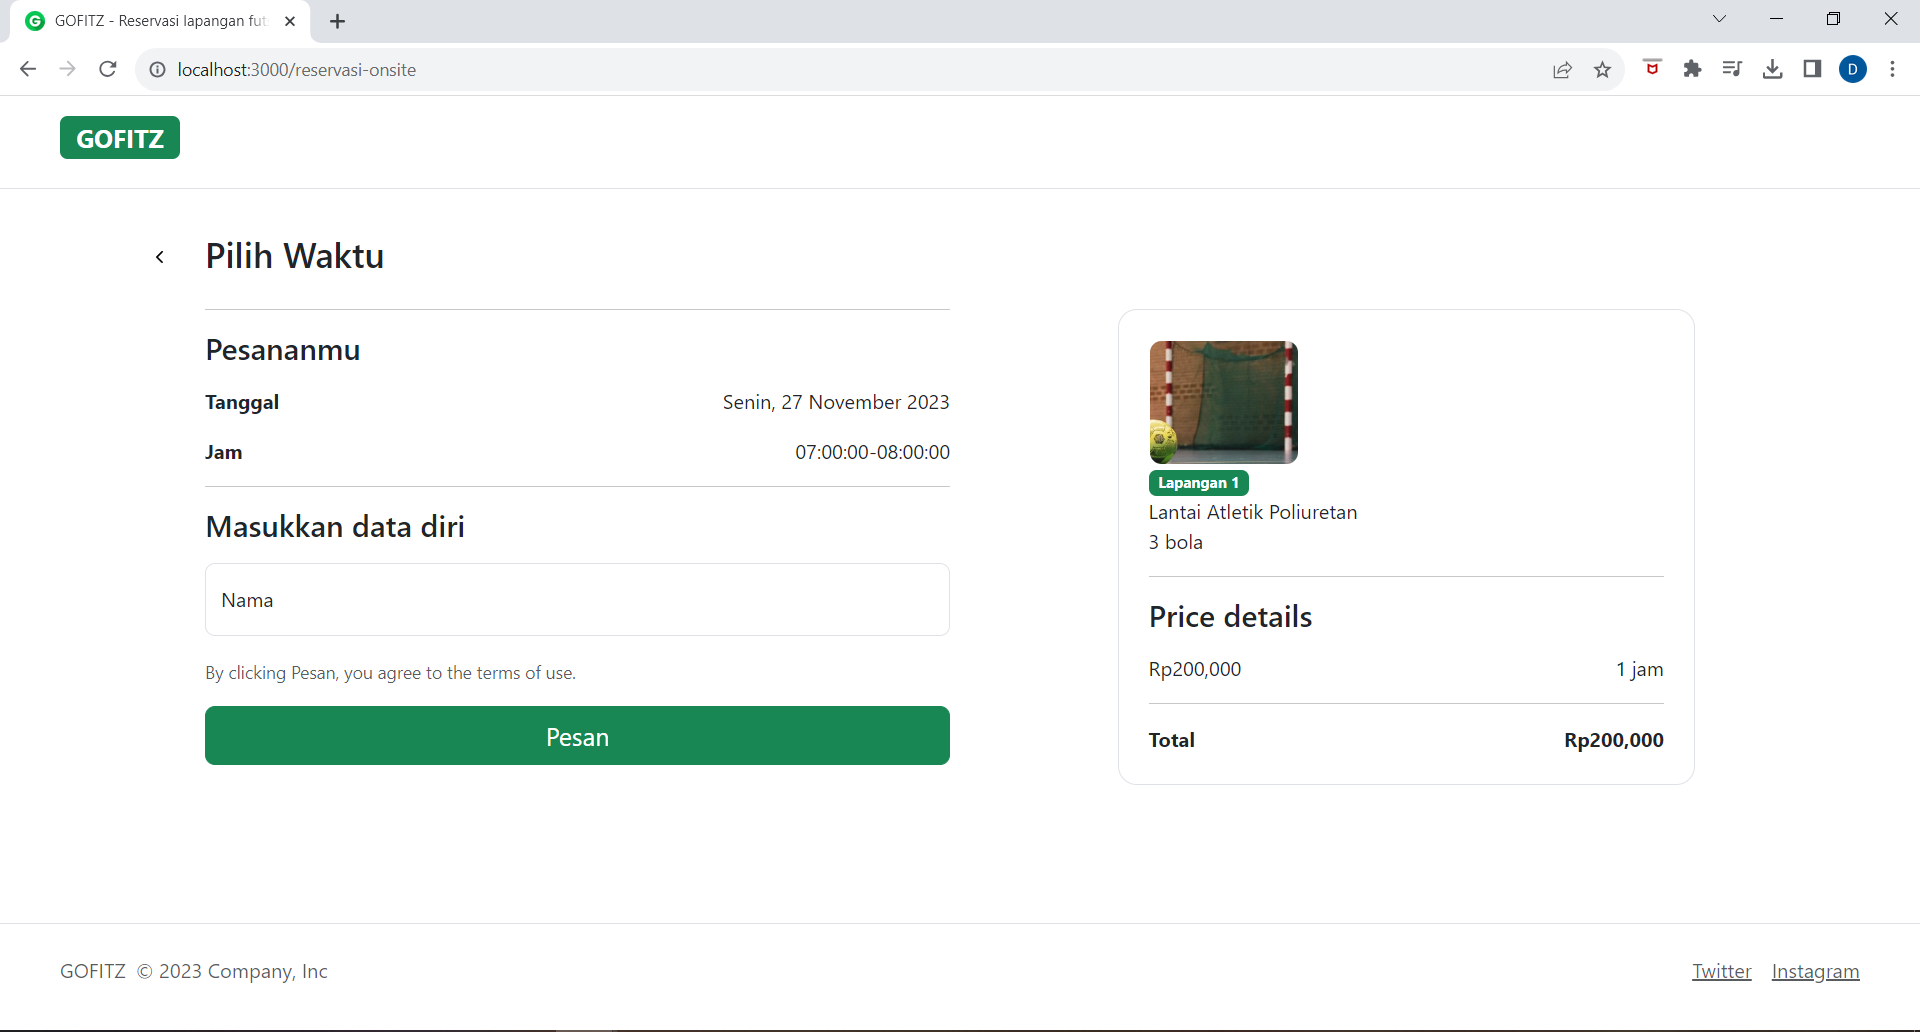 GOFITZ - Reservasi lapangan fut
localhost:3000/reservasi-onsite
D
GOFITZ
Pilih Waktu
Pesananmu
Tanggal Senin, 27 November 2023
Jam 07:00:00-08:00:00
Masukkan data diri
Nama
By clicking Pesan, you agree to the terms of use.
Pesan
Lapangan 1
Lantai Atletik Poliuretan
3 bola
Price details
Rp200,000 1 jam
Total Rp200,000
GOFITZ © 2023 Company, Inc
Twitter Instagram